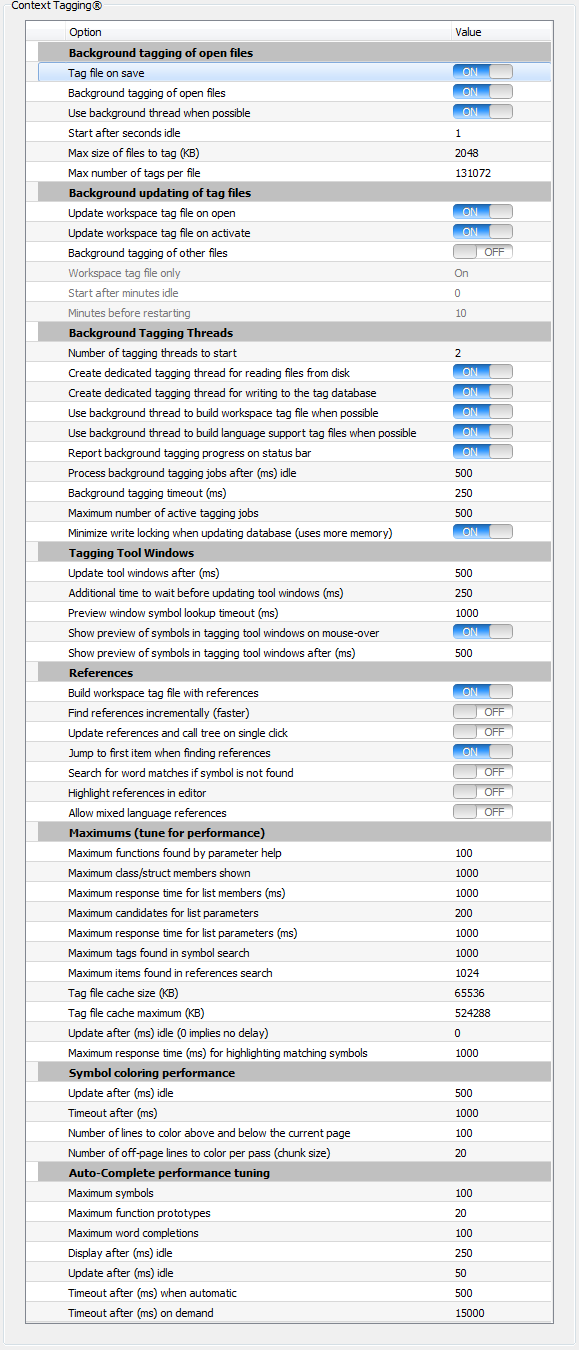 Context Tagging®
Option Value
Background tagging of open files
Tag file on save ON
Background tagging of open files ON
Use background thread when possible ON
Start after seconds idle 1
Max size of files to tag (KB) 2048
Max number of tags per file 131072
Background updating of tag files
Update workspace tag file on open ON
Update workspace tag file on activate ON
Background tagging of other files OFF
Workspace tag file only On
Start after minutes idle 0
Minutes before restarting 10
Background Tagging Threads
Number of tagging threads to start 2
Create dedicated tagging thread for reading files from disk ON
Create dedicated tagging thread for writing to the tag database ON
Use background thread to build workspace tag file when possible ON
Use background thread to build language support tag files when possible ON
Report background tagging progress on status bar ON
Process background tagging jobs after (ms) idle 500
Background tagging timeout (ms) 250
Maximum number of active tagging jobs 500
Minimize write locking when updating database (uses more memory) ON
Tagging Tool Windows
Update tool windows after (ms) 500
Additional time to wait before updating tool windows (ms) 250
Preview window symbol lookup timeout (ms) 1000
Show preview of symbols in tagging tool windows on mouse-over ON
Show preview of symbols in tagging tool windows after (ms) 500
References
Build workspace tag file with references ON
Find references incrementally (faster) OFF
Update references and call tree on single click OFF
Jump to first item when finding references ON
Search for word matches if symbol is not found OFF
Highlight references in editor OFF
Allow mixed language references OFF
Maximums (tune for performance)
Maximum functions found by parameter help 100
Maximum class/struct members shown 1000
Maximum response time for list members (ms) 1000
Maximum candidates for list parameters 200
Maximum response time for list parameters (ms) 1000
Maximum tags found in symbol search 1000
Maximum items found in references search 1024
Tag file cache size (KB) 65536
Tag file cache maximum (KB) 524288
Update after (ms) idle (0 implies no delay) 0
Maximum response time (ms) for highlighting matching symbols 1000
Symbol coloring performance
Update after (ms) idle 500
Timeout after (ms) 1000
Number of lines to color above and below the current page 100
Number of off-page lines to color per pass (chunk size) 20
Auto-Complete performance tuning
Maximum symbols 100
Maximum function prototypes 20
Maximum word completions 100
Display after (ms) idle 250
Update after (ms) idle 50
Timeout after (ms) when automatic 500
Timeout after (ms) on demand 15000